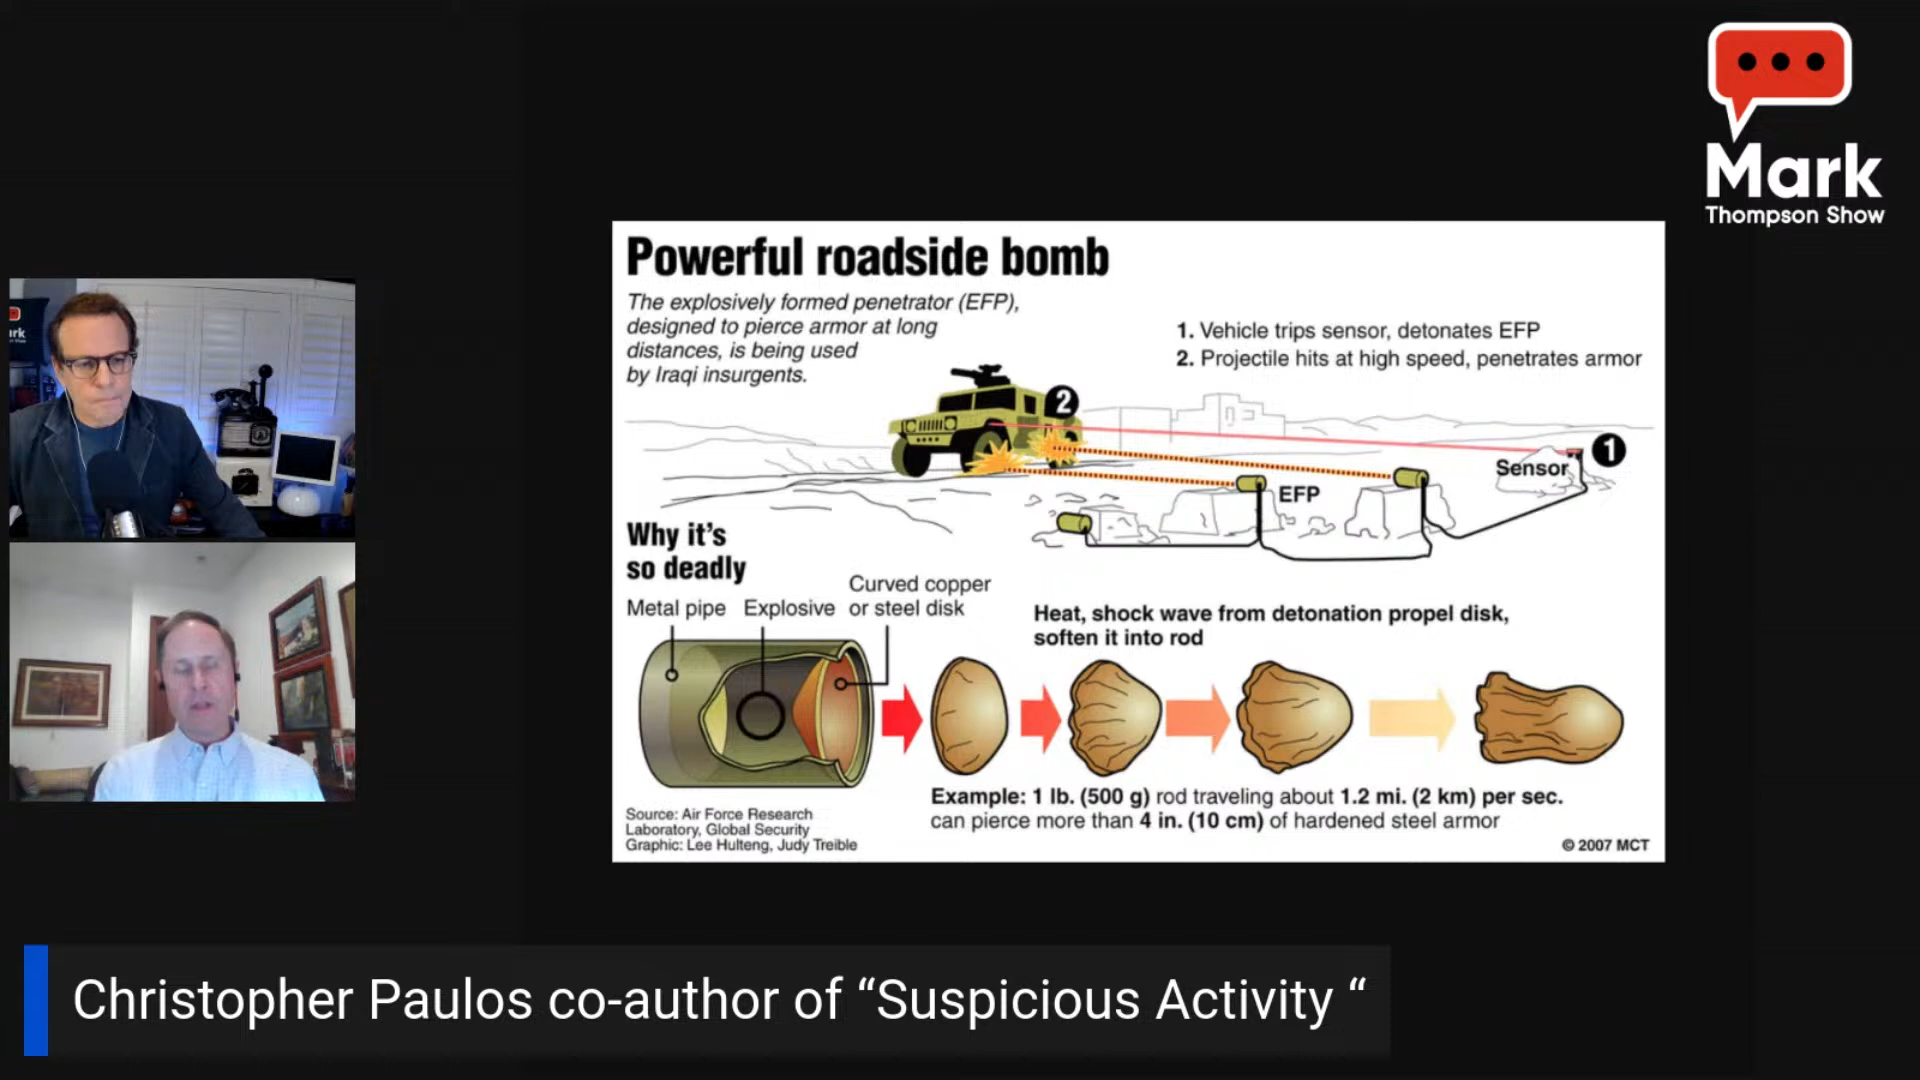 Mark
Thompson Show
Powerful roadside bomb
The explosively formed penetrator (EFP),
designed to pierce armor at long
distances, is being used
by Iraqi insurgents.
1. Vehicle trips sensor, detonates EFP
2. Projectile hits at high speed, penetrates armor
2
1
Sensor
EFP
Why it's
so deadly
Metal pipe
Explosive
Curved copper
or steel disk
Heat, shock wave from detonation propel disk,
soften it into rod
Example: 1 lb. (500 g) rod traveling about 1.2 mi. (2 km) per sec.
can pierce more than 4 in. (10 cm) of hardened steel armor
Source: Air Force Research
Laboratory, Global Security
Graphic: Lee Hulteng, Judy Treible
© 2007 MCT
Christopher Paulos co-author of “Suspicious Activity “